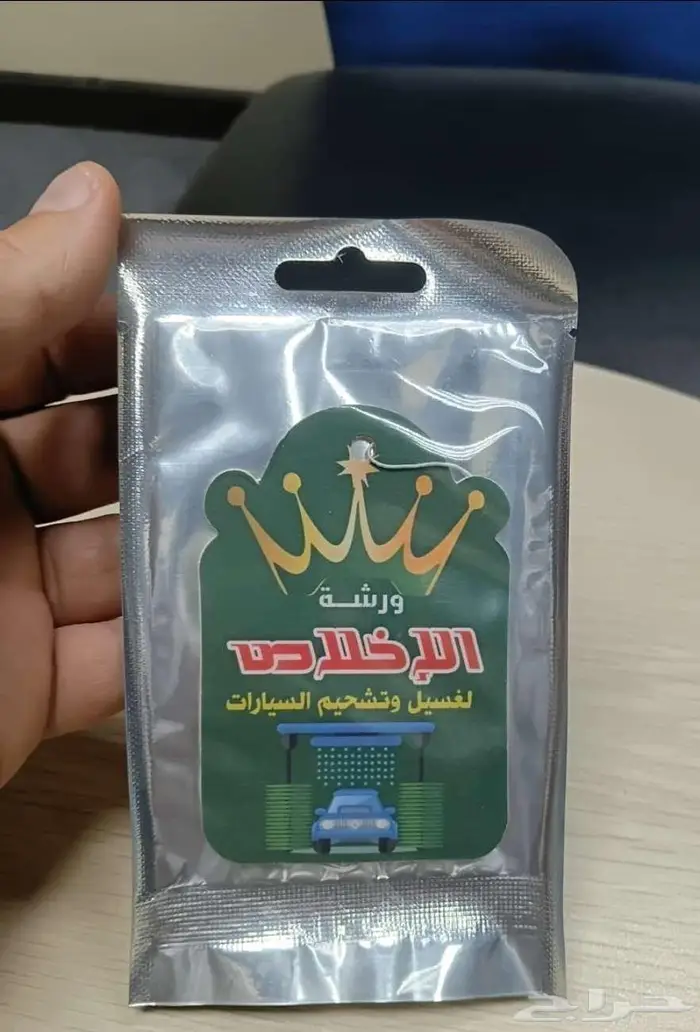 ورشة
الإخلاص
لغسيل وتشحيم السيارات
حراج